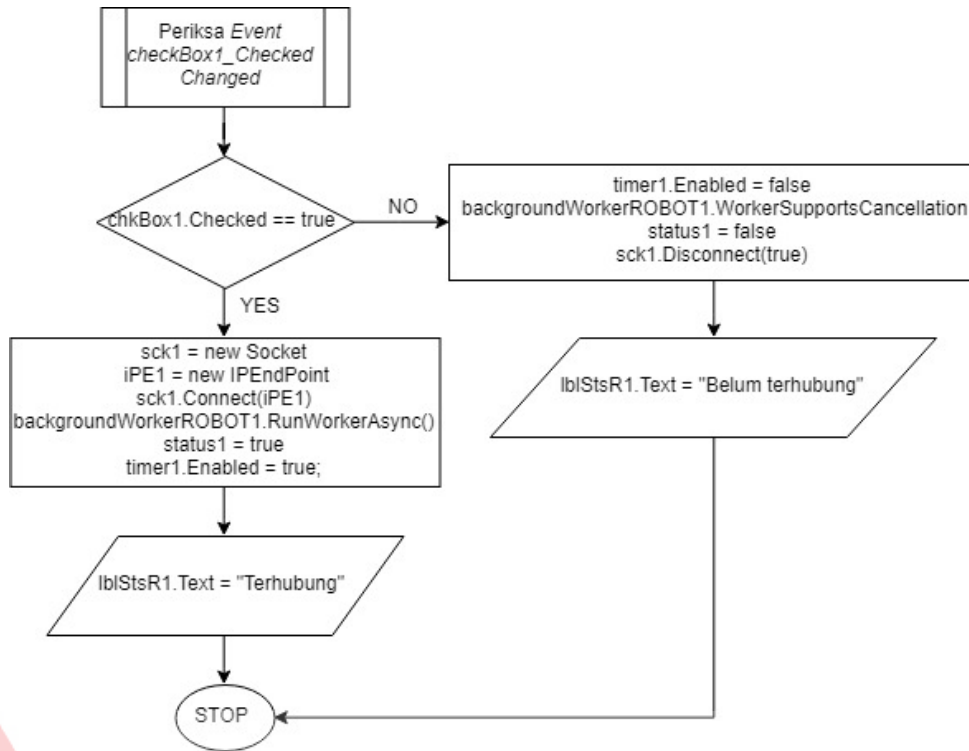 Periksa Event
checkBox1_Checked
Changed
chkBox1.Checked == true
NO
timer1.Enabled = false
backgroundWorkerROBOT1.WorkerSupportsCancellation
status1 = false
sck1.Disconnect(true)
YES
sck1 = new Socket
iPE1 = new IPEndPoint
sck1.Connect(iPE1)
backgroundWorkerROBOT1.RunWorkerAsync()
status1 = true
timer1.Enabled = true;
lblStsR1.Text = "Belum terhubung"
lblStsR1.Text = "Terhubung"
STOP